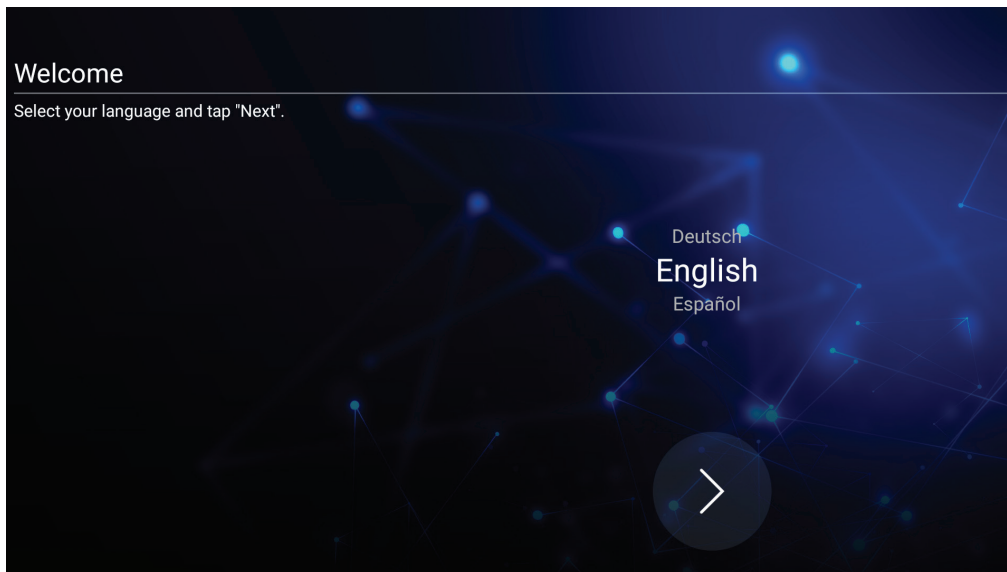 Welcome
Select your language and tap "Next".
Deutsch
English
Español